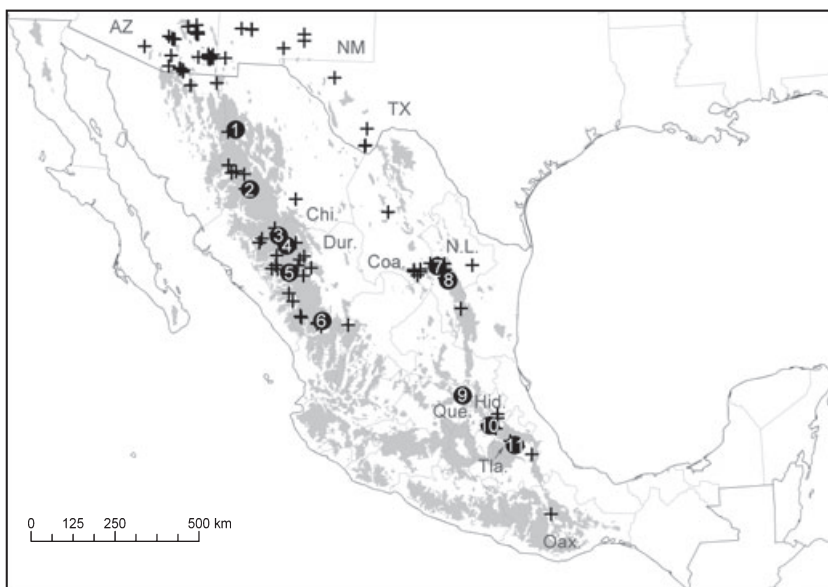 AZ
NM
TX
1
2
Chi.
3
4
Dur.
N.L.
Coa.
7
5
8
6
9
Hid.
Que.
10
11
Tla.
0 125 250 500 km
Oax.